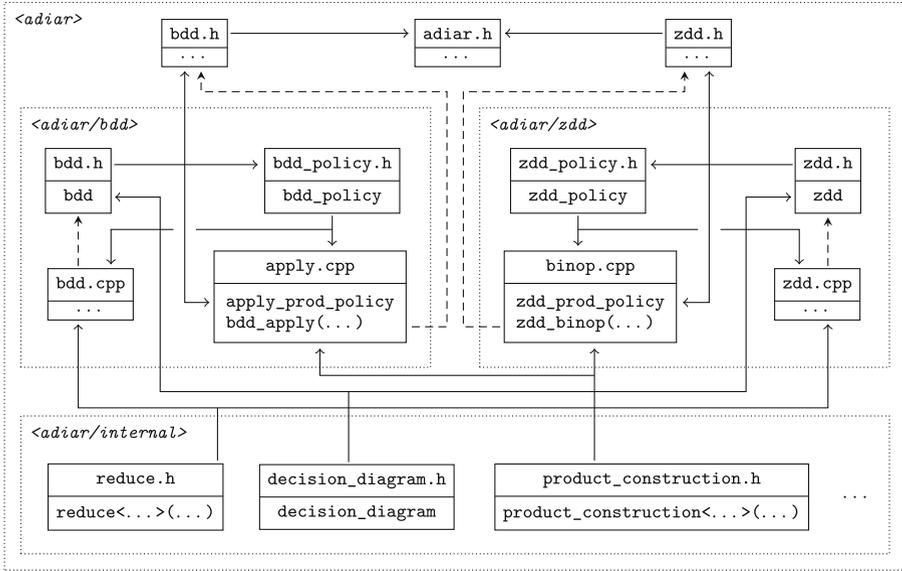 <adiar>
bdd.h
...
adiar.h
...
zdd.h
...
<adiar/bdd>
bdd.h
bdd
bdd_policy.h
bdd_policy
bdd.cpp
...
apply.cpp
apply_prod_policy
bdd_apply(...)
<adiar/zdd>
zdd_policy.h
zdd_policy
zdd.h
zdd
binop.cpp
zdd_prod_policy
zdd_binop(...)
zdd.cpp
...
<adiar/internal>
reduce.h
reduce<...>(...)
decision_diagram.h
decision_diagram
product_construction.h
product_construction<...>(...)
...